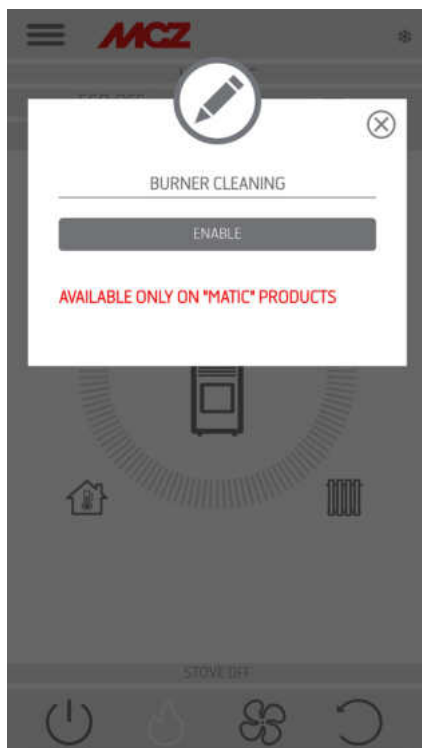 MCZ
BURNER CLEANING
ENABLE
AVAILABLE ONLY ON "MATIC" PRODUCTS
STOVE OFF